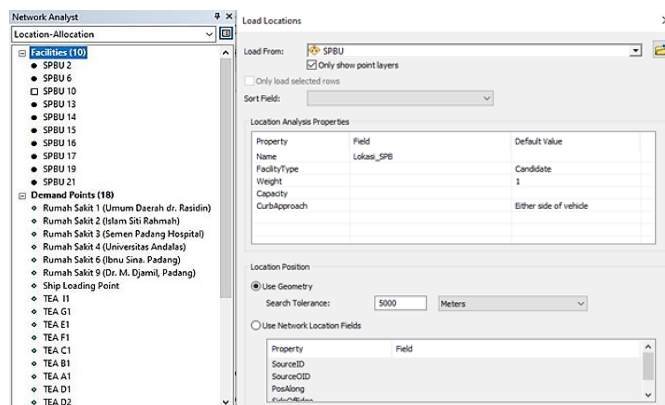 Network Analyst
Location-Allocation
Facilities (10)
SPBU 2
SPBU 6
SPBU 10
SPBU 13
SPBU 14
SPBU 15
SPBU 16
SPBU 17
SPBU 19
SPBU 21
Demand Points (18)
Rumah Sakit 1 (Umum Daerah dr. Rasidin)
Rumah Sakit 2 (Islam Siti Rahmah)
Rumah Sakit 3 (Semen Padang Hospital)
Rumah Sakit 4 (Universitas Andalas)
Rumah Sakit 6 (Ibnu Sina. Padang)
Rumah Sakit 9 (Dr. M. Djamil, Padang)
Ship Loading Point
TEA I1
TEA G1
TEA E1
TEA F1
TEA C1
TEA B1
TEA A1
TEA D1
TEA D2
Load Locations
Load From: SPBU
Only show point layers
Only load selected rows
Sort Field:
Location Analysis Properties
Property Field Default Value
Name Lokasi_SPB
FacilityType Candidate
Weight 1
Capacity
CurbApproach Either side of vehicle
Location Position
Use Geometry
Search Tolerance: 5000 Meters
Use Network Location Fields
Property Field
SourceID
SourceOID
PosAlong
SideOfEdge